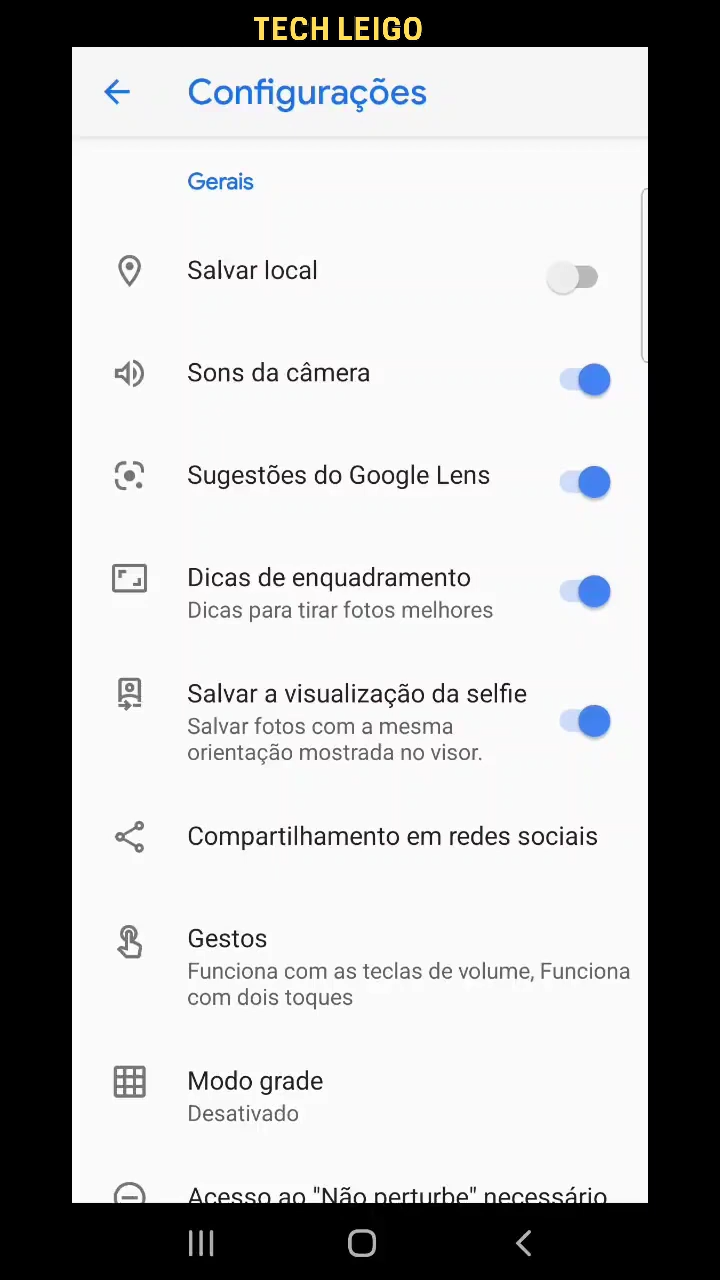 TECH LEIGO
Configurações
Gerais
Salvar local
Sons da câmera
Sugestões do Google Lens
Dicas de enquadramento
Dicas para tirar fotos melhores
Salvar a visualização da selfie
Salvar fotos com a mesma
orientação mostrada no visor.
Compartilhamento em redes sociais
Gestos
Funciona com as teclas de volume, Funciona
com dois toques
Modo grade
Desativado
Acesso ao "Não perturbe" necessário